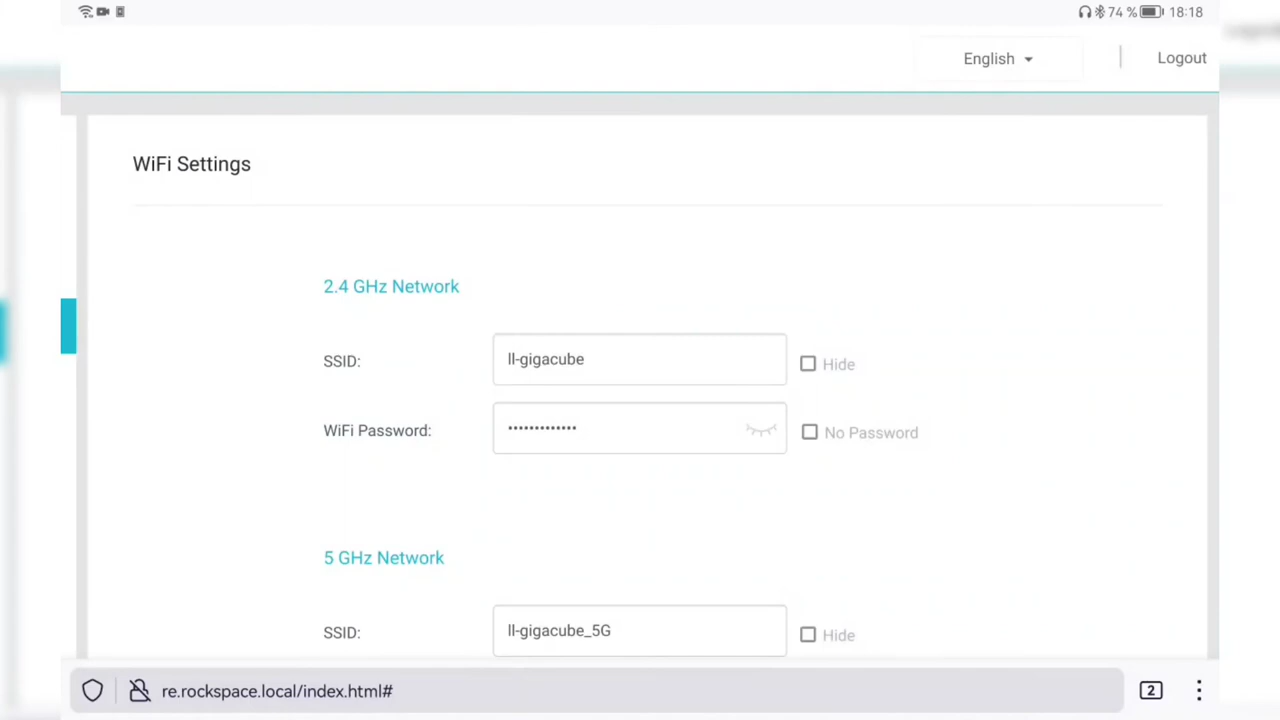 74 % 18:18
English
Logout
WiFi Settings
2.4 GHz Network
SSID:
ll-gigacube
Hide
WiFi Password:
•••••••••••••
No Password
5 GHz Network
SSID:
ll-gigacube_5G
Hide
re.rockspace.local/index.html#
2